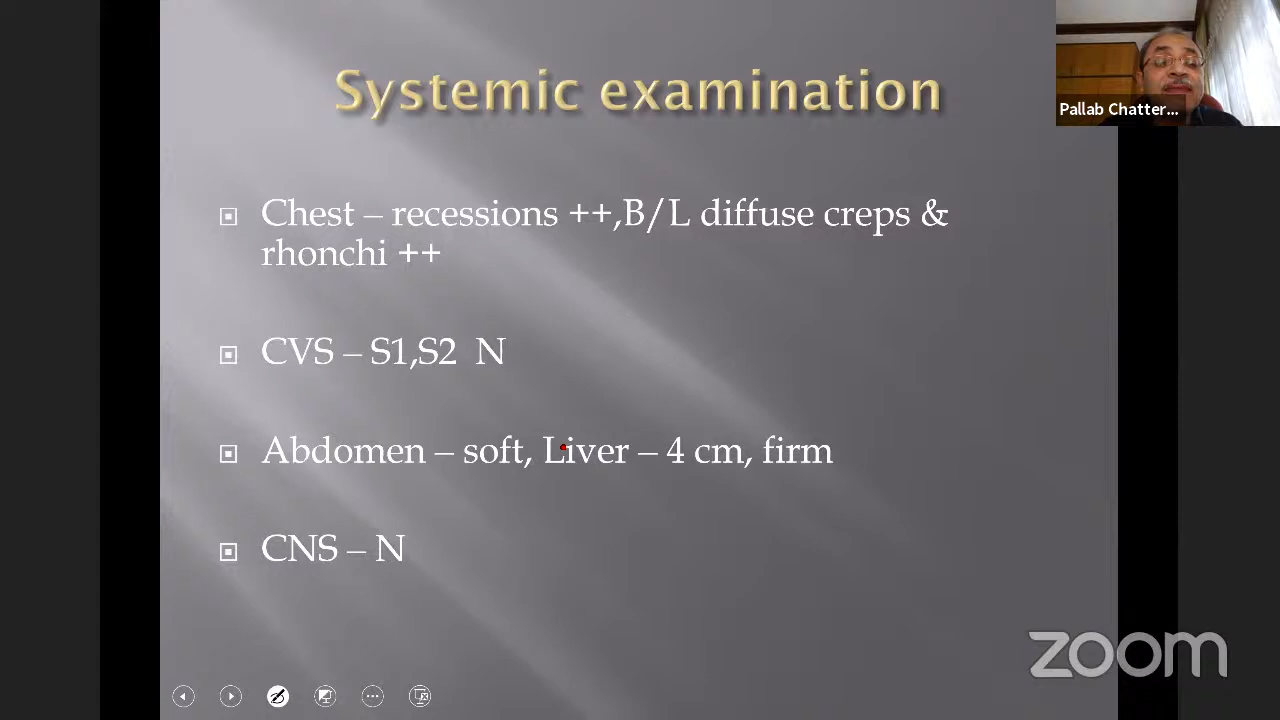 Systemic examination
Pallab Chatter...
Chest – recessions ++,B/L diffuse creps &
rhonchi ++
CVS – S1,S2 N
Abdomen – soft, Liver – 4 cm, firm
CNS – N
zoom